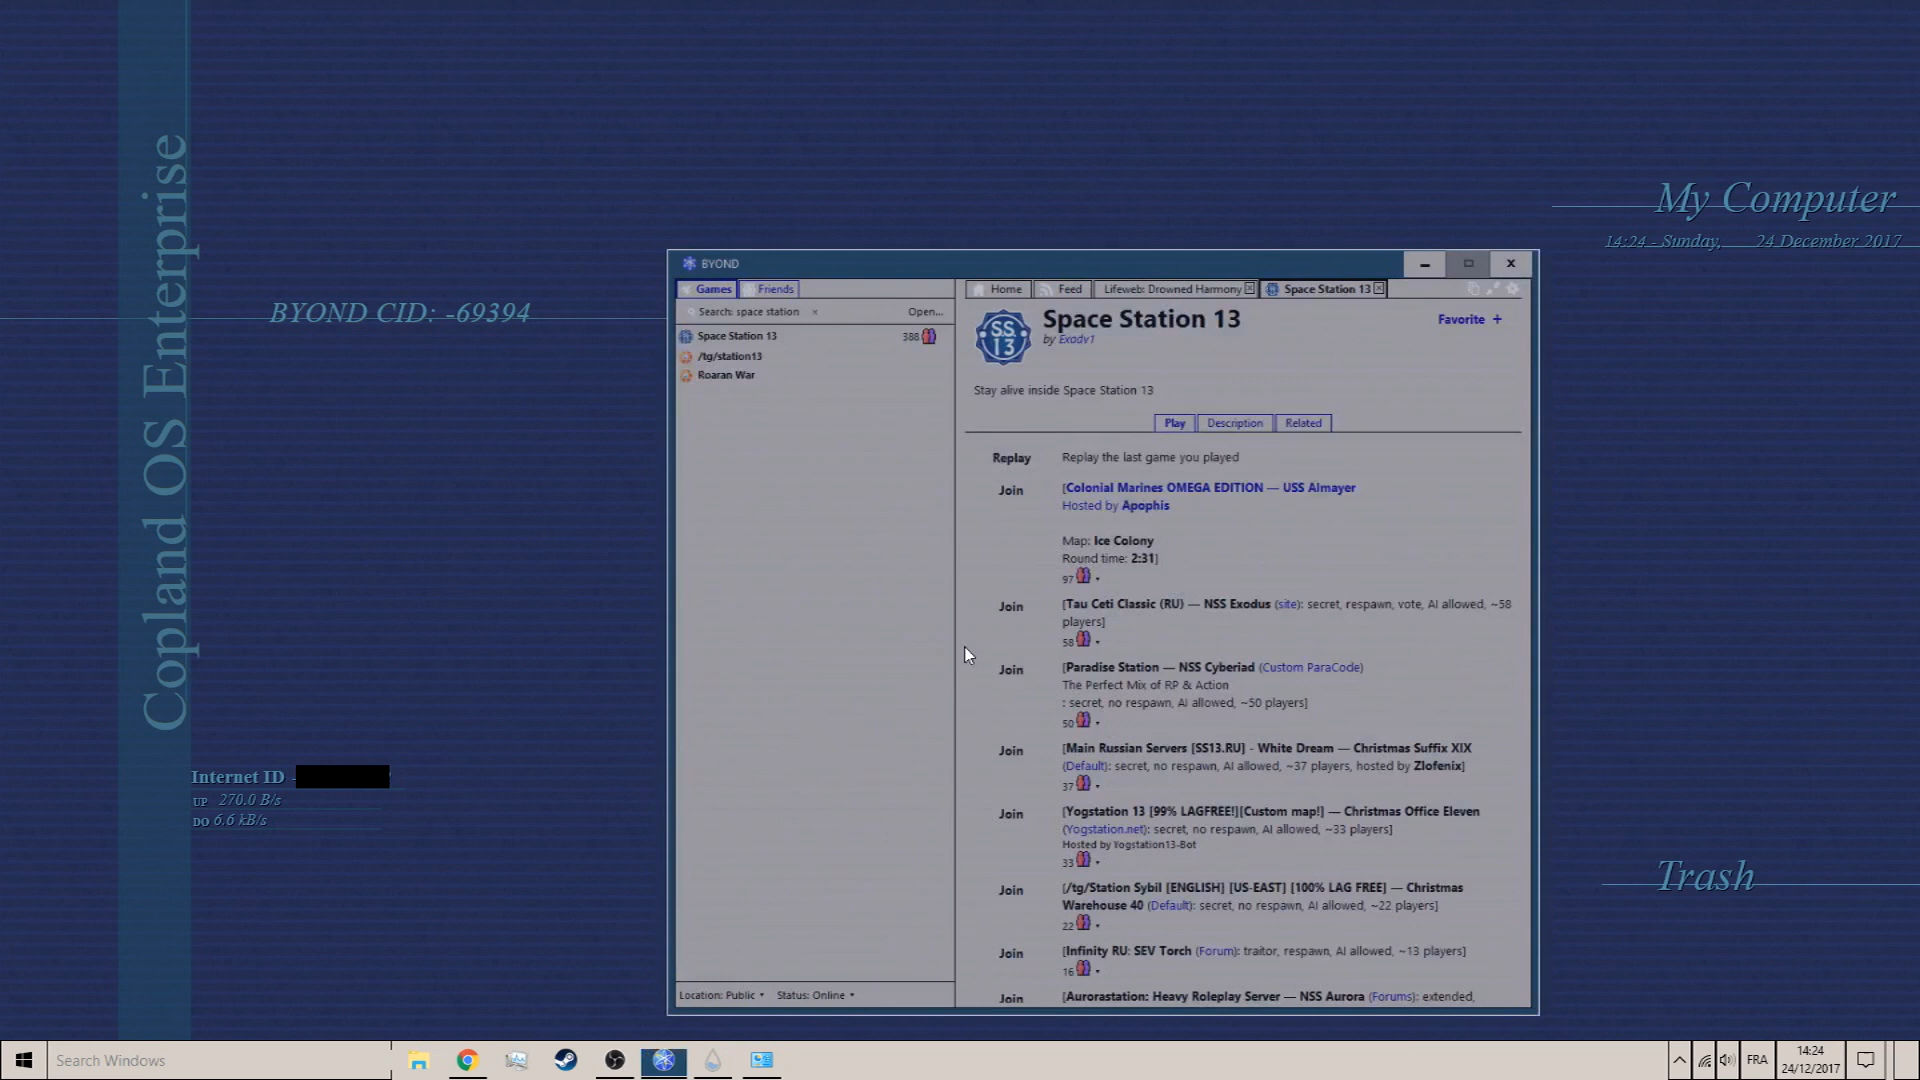 Copland OS Enterprise
BYOND CID: -69394
Internet ID -
UP 270.0 B/s
DO 6.6 kB/s
My Computer
14:24 - Sunday, 24 December 2017
Trash
BYOND
Games Friends
Search: space station × Open...
Space Station 13 388
/tg/station13
Roaran War
Location: Public Status: Online
Home Feed Lifeweb: Drowned Harmony Space Station 13
SS 13
Space Station 13
Favorite +
by Exadv1
Stay alive inside Space Station 13
Play Description Related
Replay Replay the last game you played
Join [Colonial Marines OMEGA EDITION — USS Almayer
Hosted by Apophis
Map: Ice Colony
Round time: 2:31]
97
Join [Tau Ceti Classic (RU) — NSS Exodus (site): secret, respawn, vote, AI allowed, ~58
players]
58
Join [Paradise Station — NSS Cyberiad (Custom ParaCode)
The Perfect Mix of RP & Action
: secret, no respawn, AI allowed, ~50 players]
50
Join [Main Russian Servers [SS13.RU] - White Dream — Christmas Suffix XIX
(Default): secret, no respawn, AI allowed, ~37 players, hosted by Zlofenix]
37
Join [Yogstation 13 [99% LAGFREE!][Custom map!] — Christmas Office Eleven
(Yogstation.net): secret, no respawn, AI allowed, ~33 players]
Hosted by Yogstation13-Bot
33
Join [/tg/Station Sybil [ENGLISH] [US-EAST] [100% LAG FREE] — Christmas
Warehouse 40 (Default): secret, no respawn, AI allowed, ~22 players]
22
Join [Infinity RU: SEV Torch (Forum): traitor, respawn, AI allowed, ~13 players]
16
Join [Aurorastation: Heavy Roleplay Server — NSS Aurora (Forums): extended,
Search Windows
FRA
14:24
24/12/2017